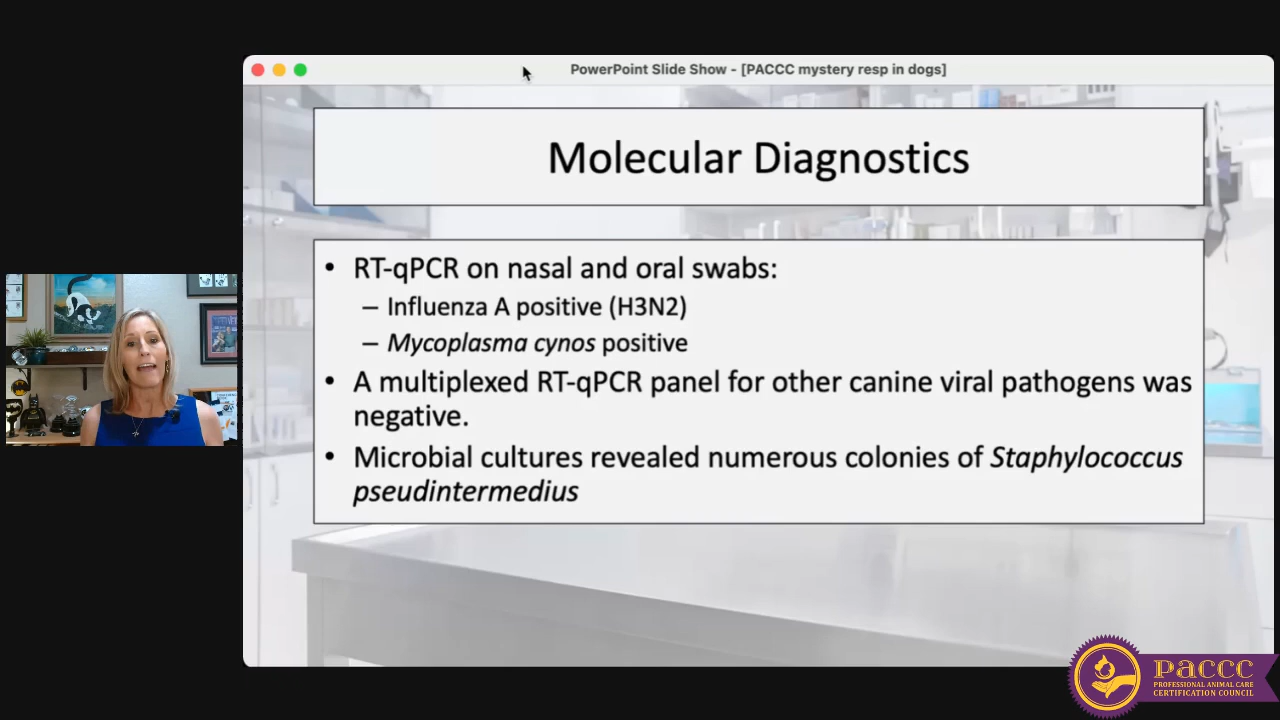 PowerPoint Slide Show - [PACCC mystery resp in dogs]
Molecular Diagnostics
• RT-qPCR on nasal and oral swabs:
– Influenza A positive (H3N2)
– Mycoplasma cynos positive
• A multiplexed RT-qPCR panel for other canine viral pathogens was
negative.
• Microbial cultures revealed numerous colonies of Staphylococcus
pseudintermedius
PACCC
PROFESSIONAL ANIMAL CARE
CERTIFICATION COUNCIL